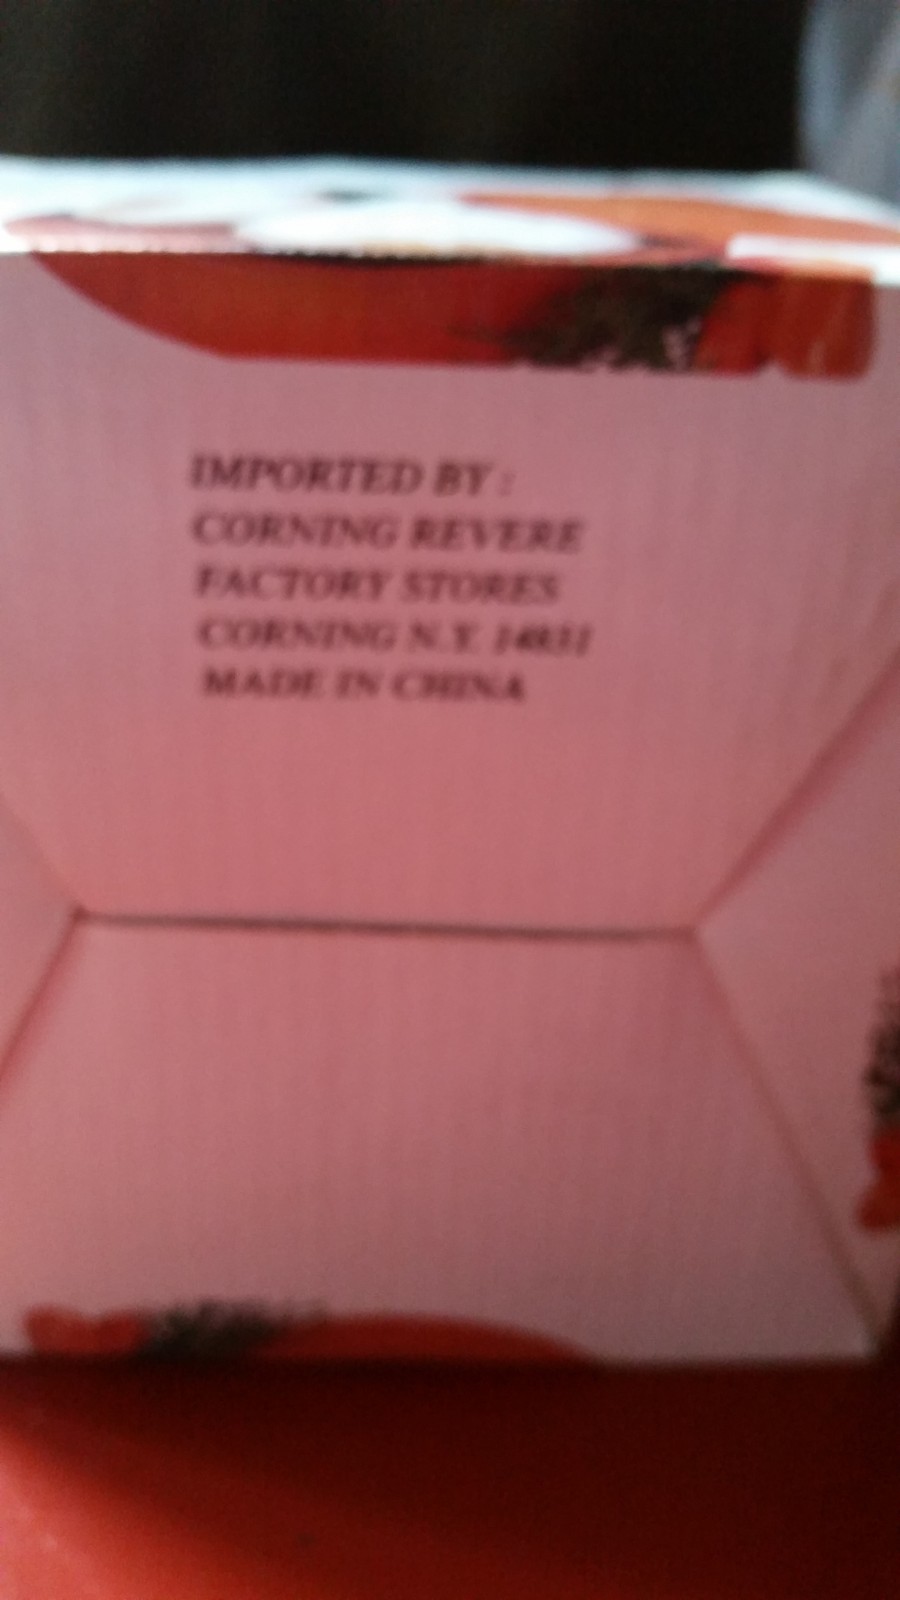 IMPORTED BY :
CORNING REVERE
FACTORY STORES
CORNING N.Y. 14831
MADE IN CHINA